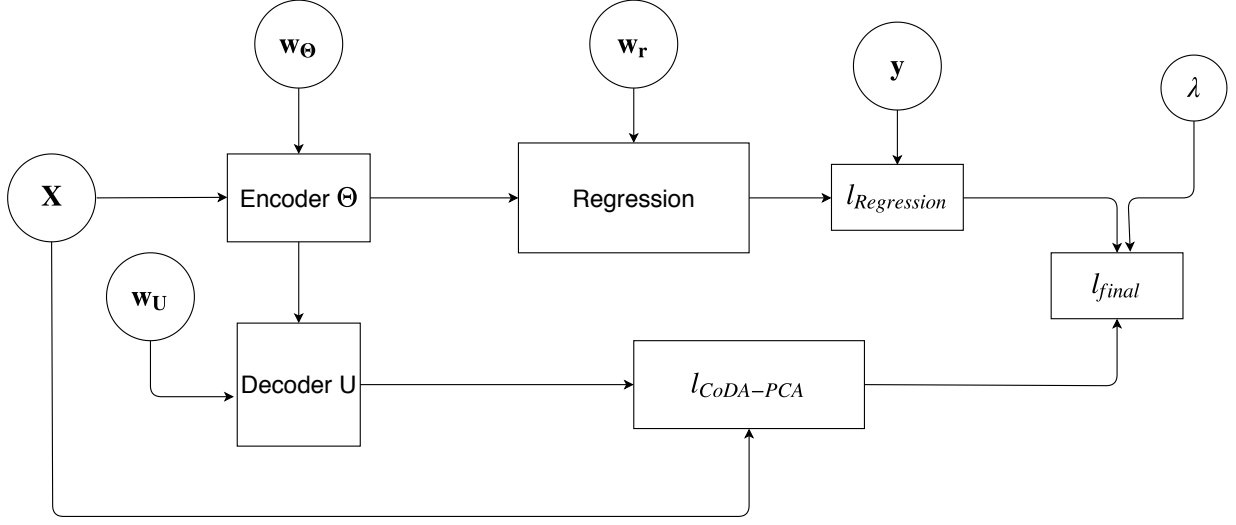 w_Θ
w_r
y
λ
X
Encoder Θ
Regression
l_Regression
w_U
l_final
Decoder U
l_CoDA−PCA